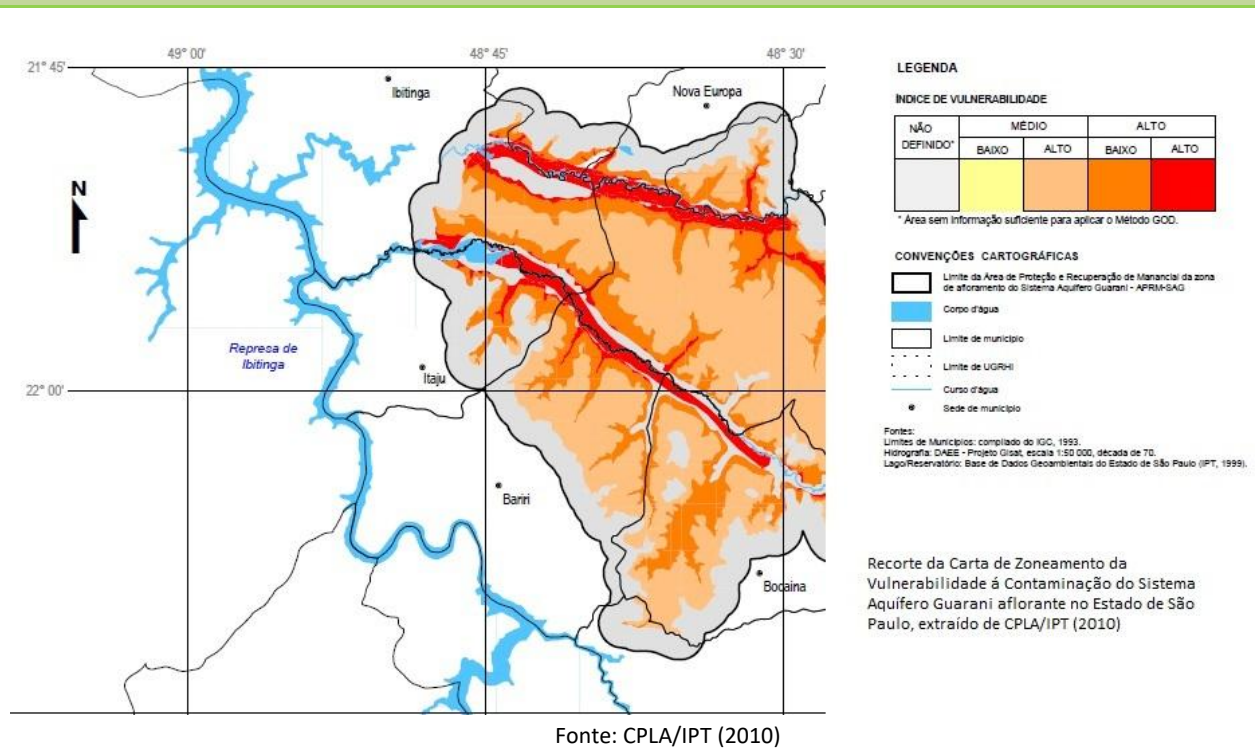 49° 00'
48° 45'
48° 30'
21° 45'
Ibitinga
Nova Europa
N
Represa de
Ibitinga
Itaju
22° 00'
Bariri
Bocaina
LEGENDA
ÍNDICE DE VULNERABILIDADE
NÃO
DEFINIDO*
MÉDIO
ALTO
BAIXO
ALTO
BAIXO
ALTO
* Área sem informação suficiente para aplicar o Método GOD.
CONVENÇÕES CARTOGRÁFICAS
Limite da Área de Proteção e Recuperação de Manancial da zona
de afloramento do Sistema Aquífero Guarani - APRM-SAG
Corpo d'água
Limite de município
Limite de UGRHI
Curso d'água
Sede de município
Fontes:
Limites de Municípios: compilado do IGC, 1993.
Hidrografia: DAEE - Projeto Gisat, escala 1:50 000, década de 70.
Lago/Reservatório: Base de Dados Geoambientais do Estado de São Paulo (IPT, 1999).
Recorte da Carta de Zoneamento da
Vulnerabilidade á Contaminação do Sistema
Aquífero Guarani aflorante no Estado de São
Paulo, extraído de CPLA/IPT (2010)
Fonte: CPLA/IPT (2010)